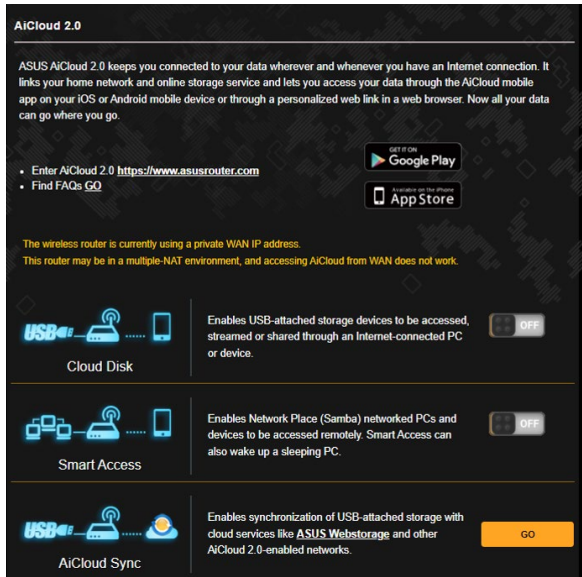 AiCloud 2.0
ASUS AiCloud 2.0 keeps you connected to your data wherever and whenever you have an Internet connection. It
links your home network and online storage service and lets you access your data through the AiCloud mobile
app on your iOS or Android mobile device or through a personalized web link in a web browser. Now all your data
can go where you go.
GET IT ON
Google Play
• Enter AiCloud 2.0 https://www.asusrouter.com
• Find FAQs GO
Available on the iPhone
App Store
The wireless router is currently using a private WAN IP address.
This router may be in a multiple-NAT environment, and accessing AiCloud from WAN does not work.
USB
Cloud Disk
Enables USB-attached storage devices to be accessed,
streamed or shared through an Internet-connected PC
or device.
OFF
Smart Access
Enables Network Place (Samba) networked PCs and
devices to be accessed remotely. Smart Access can
also wake up a sleeping PC.
OFF
USB
AiCloud Sync
Enables synchronization of USB-attached storage with
cloud services like ASUS Webstorage and other
AiCloud 2.0-enabled networks.
GO